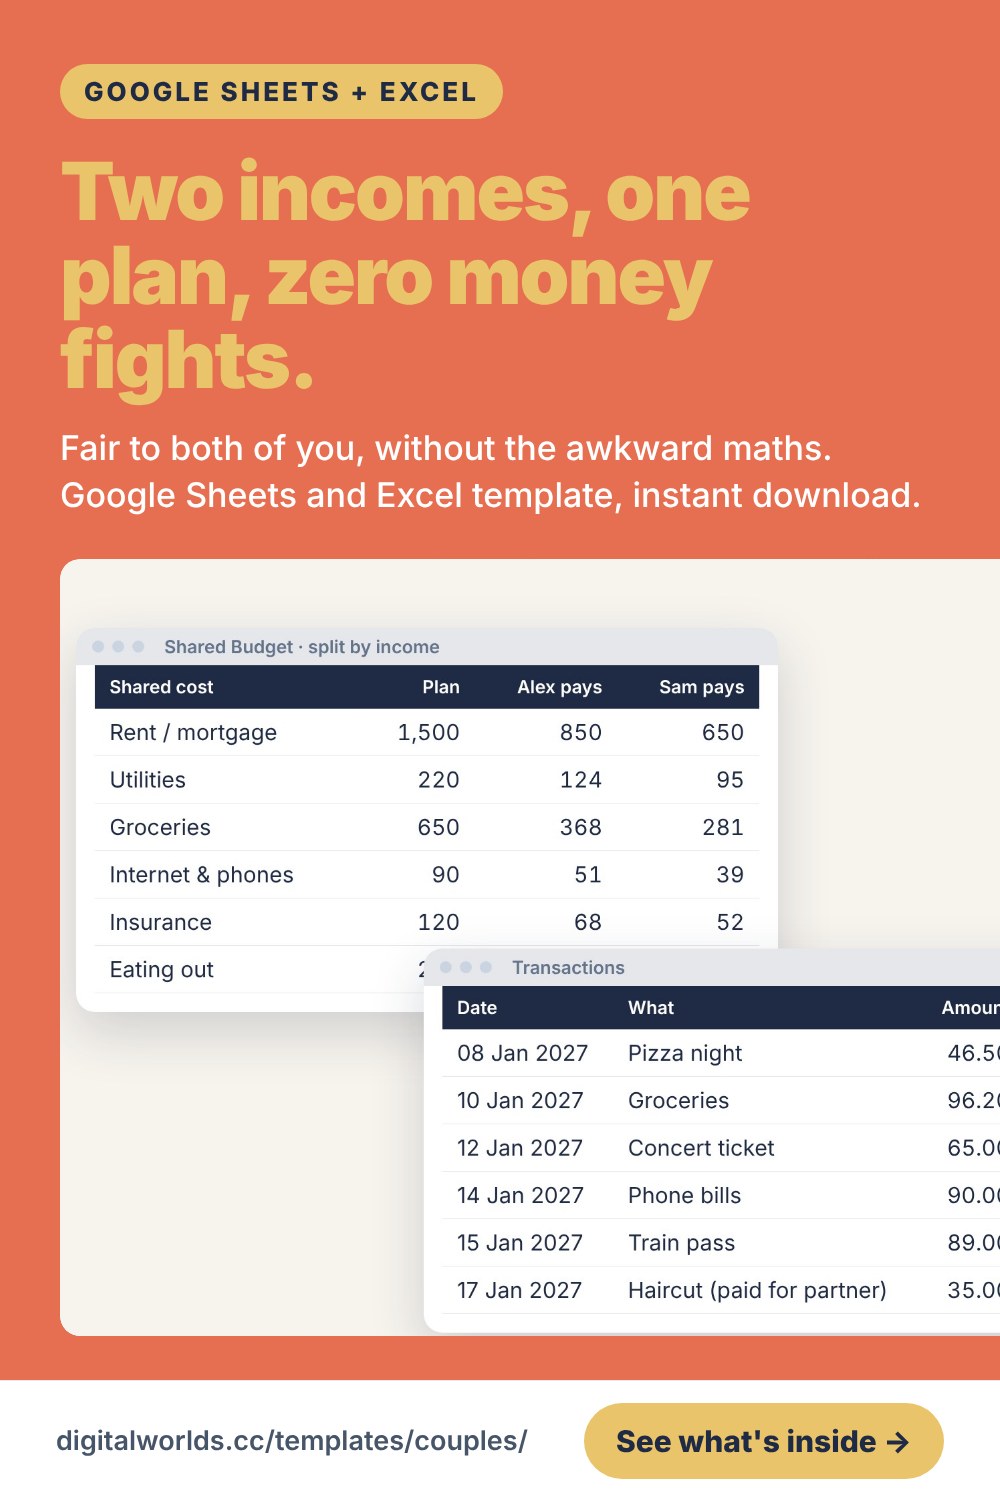 GOOGLE SHEETS + EXCEL
Two incomes, one
plan, zero money
fights.
Fair to both of you, without the awkward maths.
Google Sheets and Excel template, instant download.
Shared Budget · split by income
Shared cost Plan Alex pays Sam pays
Rent / mortgage 1,500 850 650
Utilities 220 124 95
Groceries 650 368 281
Internet & phones 90 51 39
Insurance 120 68 52
Eating out
Transactions
Date What
08 Jan 2027 Pizza night
10 Jan 2027 Groceries
12 Jan 2027 Concert ticket
14 Jan 2027 Phone bills
15 Jan 2027 Train pass
17 Jan 2027 Haircut (paid for partner)
digitalworlds.cc/templates/couples/
See what's inside →